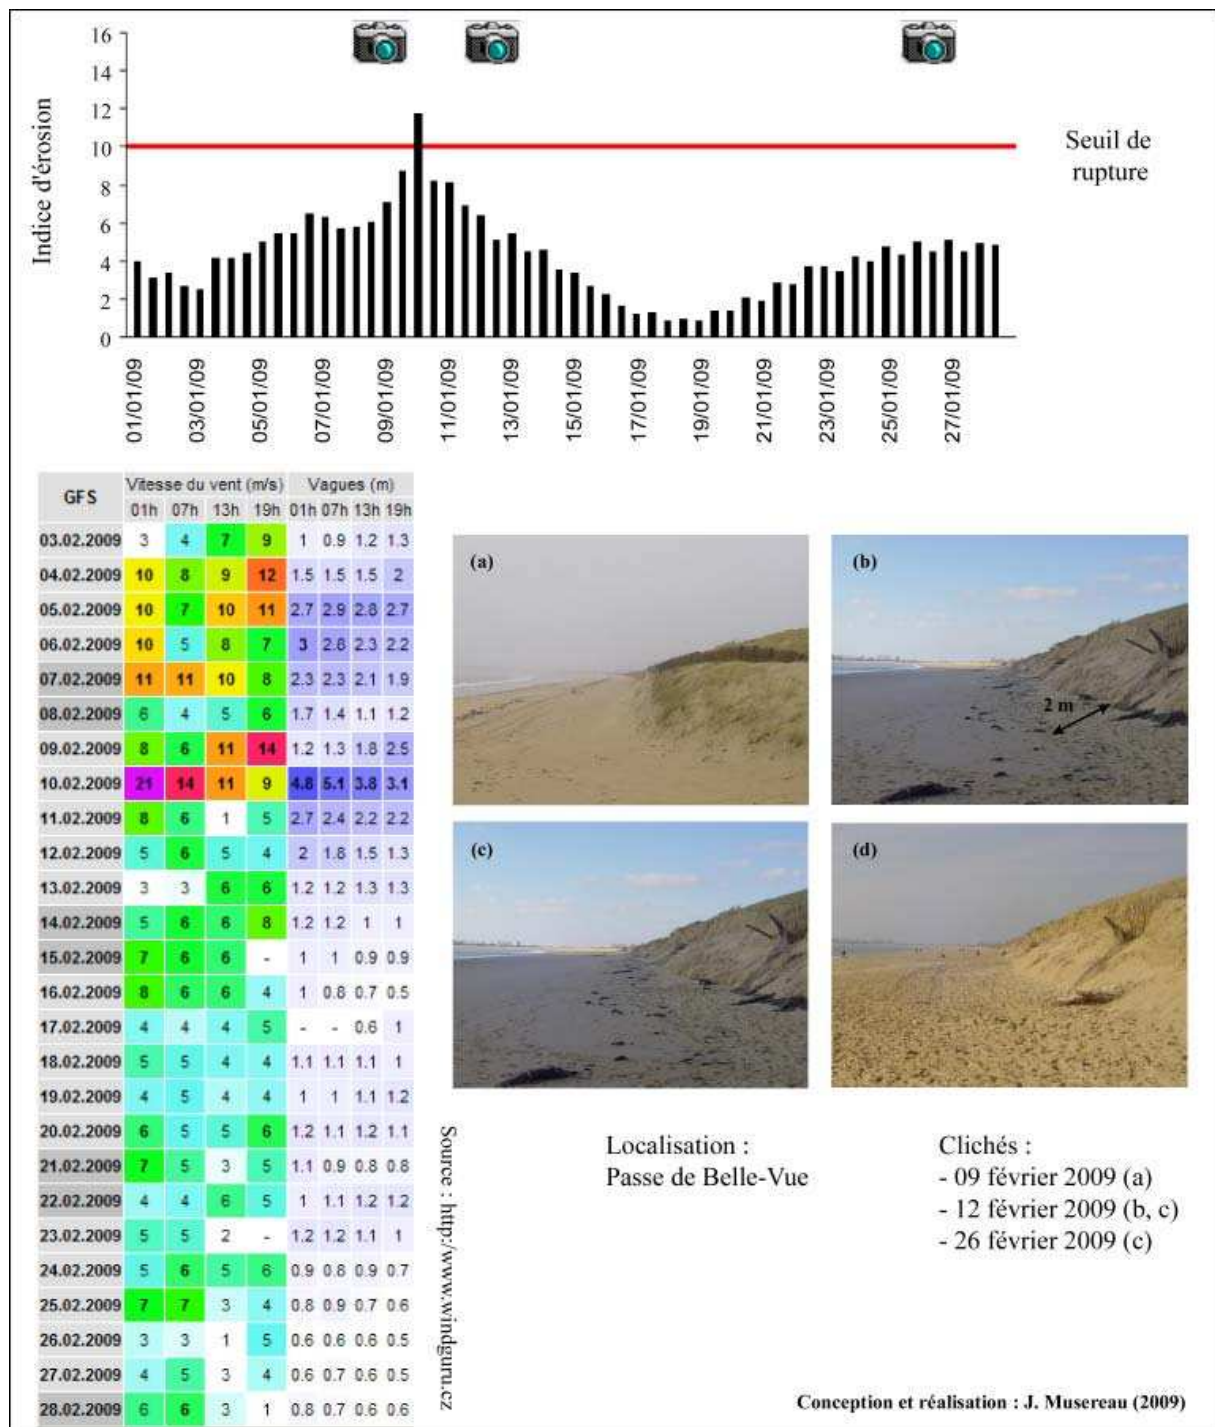 16
14
12
10
8
6
4
2
0
Indice d'érosion
Seuil de
rupture
01/01/09 03/01/09 05/01/09 07/01/09 09/01/09 11/01/09 13/01/09 15/01/09 17/01/09 19/01/09 21/01/09 23/01/09 25/01/09 27/01/09
GFS Vitesse du vent (m/s) Vagues (m)
01h 07h 13h 19h 01h 07h 13h 19h
03.02.2009 3 4 7 9 1 0.9 1.2 1.3
04.02.2009 10 8 9 12 1.5 1.5 1.5 2
05.02.2009 10 7 10 11 2.7 2.9 2.8 2.7
06.02.2009 10 5 8 7 3 2.6 2.3 2.2
07.02.2009 11 11 10 8 2.3 2.3 2.1 1.9
08.02.2009 6 4 5 6 1.7 1.4 1.1 1.2
09.02.2009 8 6 11 14 1.2 1.3 1.8 2.5
10.02.2009 21 14 11 9 4.8 5.1 3.8 3.1
11.02.2009 8 6 1 5 2.7 2.4 2.2 2.2
12.02.2009 5 6 5 4 2 1.8 1.5 1.3
13.02.2009 3 3 6 6 1.2 1.2 1.3 1.3
14.02.2009 5 6 6 8 1.2 1.2 1 1
15.02.2009 7 6 6 - 1 1 0.9 0.9
16.02.2009 8 6 6 4 1 0.8 0.7 0.5
17.02.2009 4 4 4 5 - - 0.6 1
18.02.2009 5 5 4 4 1.1 1.1 1.1 1
19.02.2009 4 5 4 4 1 1 1.1 1.2
20.02.2009 6 5 5 6 1.2 1.1 1.2 1.1
21.02.2009 7 5 3 5 1.1 0.9 0.8 0.8
22.02.2009 4 4 6 5 1 1.1 1.2 1.2
23.02.2009 5 5 2 - 1.2 1.2 1.1 1
24.02.2009 5 6 5 6 0.9 0.8 0.9 0.7
25.02.2009 7 7 3 4 0.8 0.9 0.7 0.6
26.02.2009 3 3 1 5 0.6 0.6 0.6 0.5
27.02.2009 4 5 3 4 0.6 0.7 0.6 0.5
28.02.2009 6 6 3 1 0.8 0.7 0.6 0.6
Source : http:/www.windguru.cz
(a)
(b)
2 m
(c)
(d)
Localisation :
Passe de Belle-Vue
Clichés :
- 09 février 2009 (a)
- 12 février 2009 (b, c)
- 26 février 2009 (c)
Conception et réalisation : J. Musereau (2009)